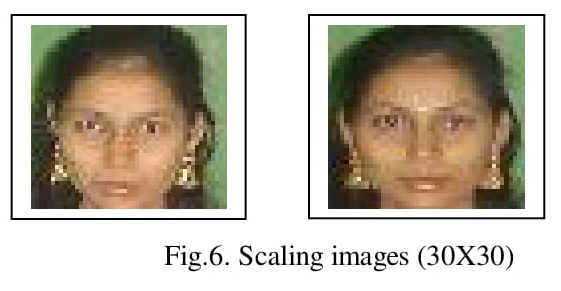 Fig.6. Scaling images (30X30)